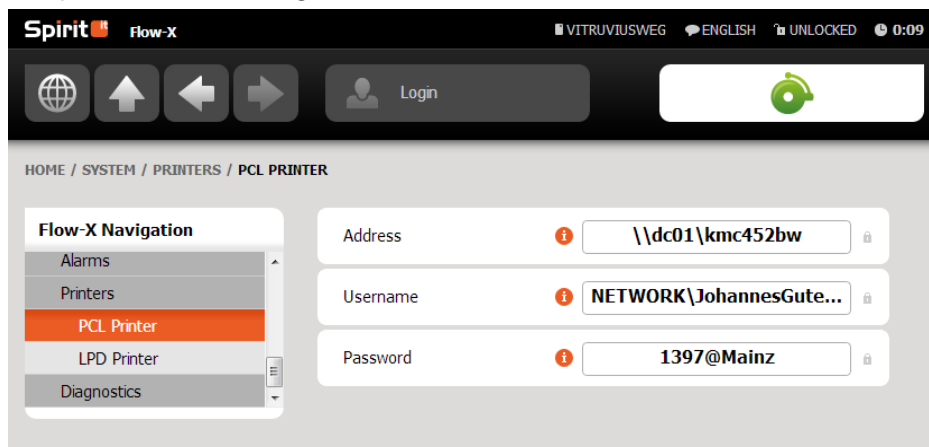 Spirit it Flow-X VITRUVIUSWEG ENGLISH UNLOCKED 0:09
Login
HOME / SYSTEM / PRINTERS / PCL PRINTER
Flow-X Navigation
Alarms
Printers
PCL Printer
LPD Printer
Diagnostics
Address \\dc01\kmc452bw
Username NETWORK\JohannesGute...
Password 1397@Mainz